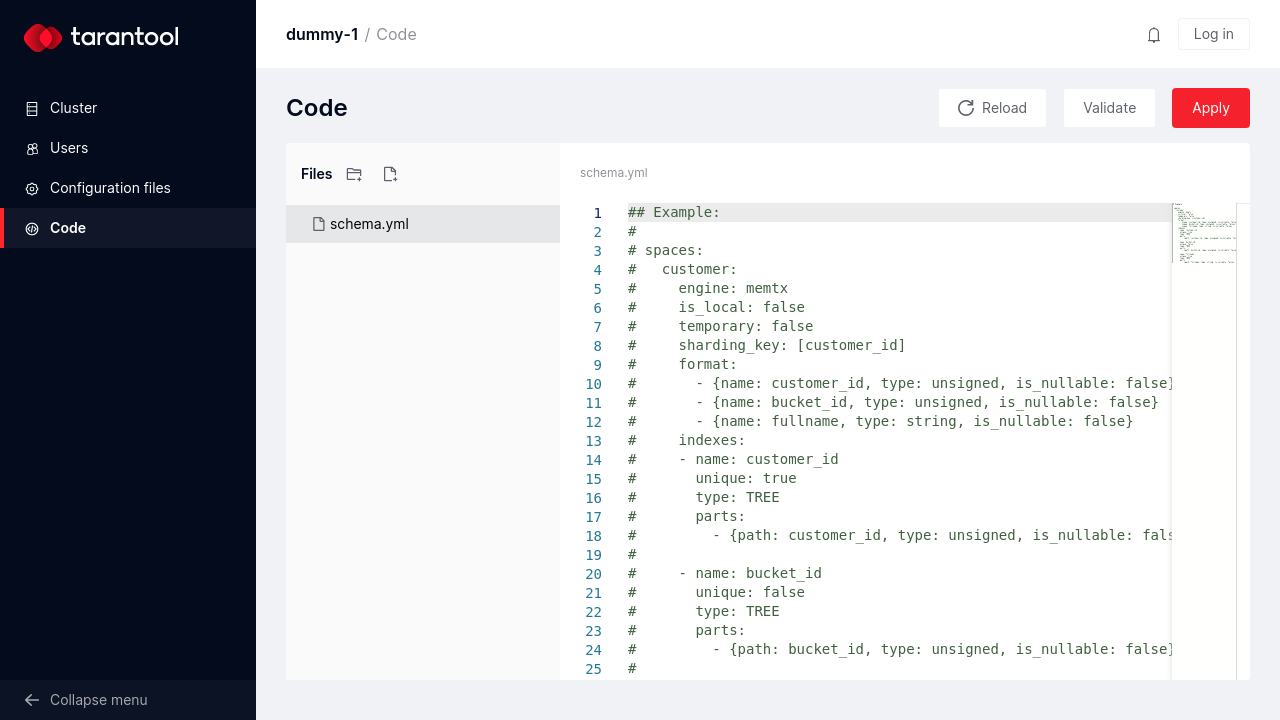 tarantool
Cluster
Users
Configuration files
Code
Collapse menu
dummy-1 / Code
Log in
Code
Reload
Validate
Apply
Files
schema.yml
schema.yml
1 ## Example:
2 #
3 # spaces:
4 #   customer:
5 #     engine: memtx
6 #     is_local: false
7 #     temporary: false
8 #     sharding_key: [customer_id]
9 #     format:
10 #       - {name: customer_id, type: unsigned, is_nullable: false}
11 #       - {name: bucket_id, type: unsigned, is_nullable: false}
12 #       - {name: fullname, type: string, is_nullable: false}
13 #     indexes:
14 #     - name: customer_id
15 #       unique: true
16 #       type: TREE
17 #       parts:
18 #         - {path: customer_id, type: unsigned, is_nullable: fals
19 #
20 #     - name: bucket_id
21 #       unique: false
22 #       type: TREE
23 #       parts:
24 #         - {path: bucket_id, type: unsigned, is_nullable: false}
25 #